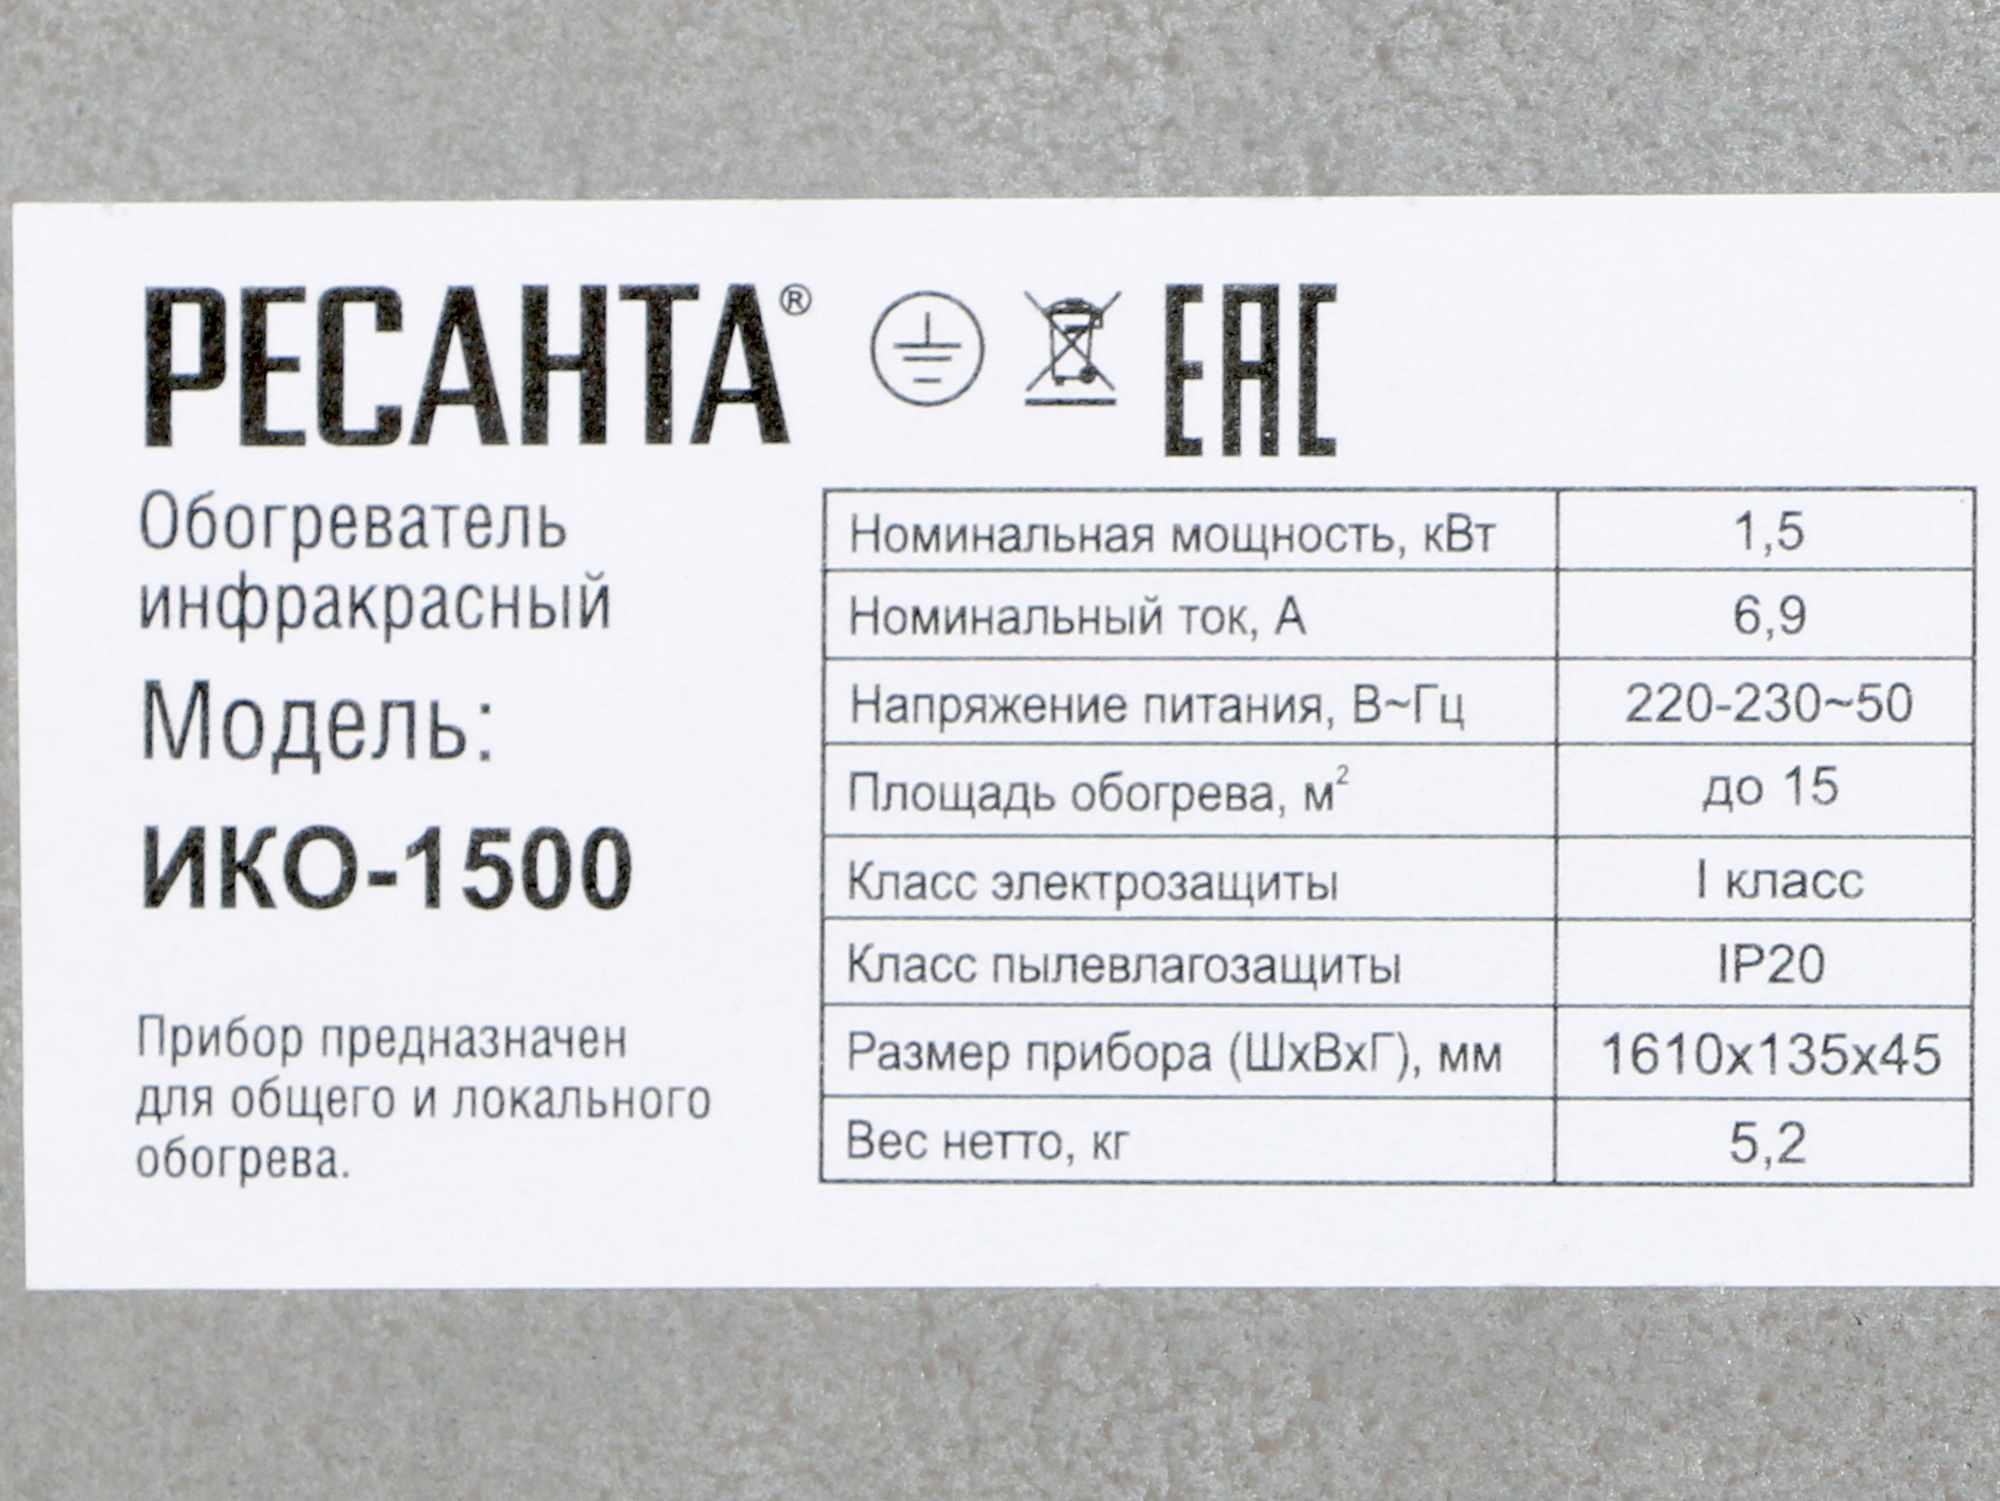 РЕСАНТА®
EAC
Обогреватель
инфракрасный
Модель:
ИКО-1500
Прибор предназначен
для общего и локального
обогрева.
Номинальная мощность, кВт 1,5
Номинальный ток, А 6,9
Напряжение питания, В~Гц 220-230~50
Площадь обогрева, м² до 15
Класс электрозащиты I класс
Класс пылевлагозащиты IP20
Размер прибора (ШхВхГ), мм 1610х135х45
Вес нетто, кг 5,2